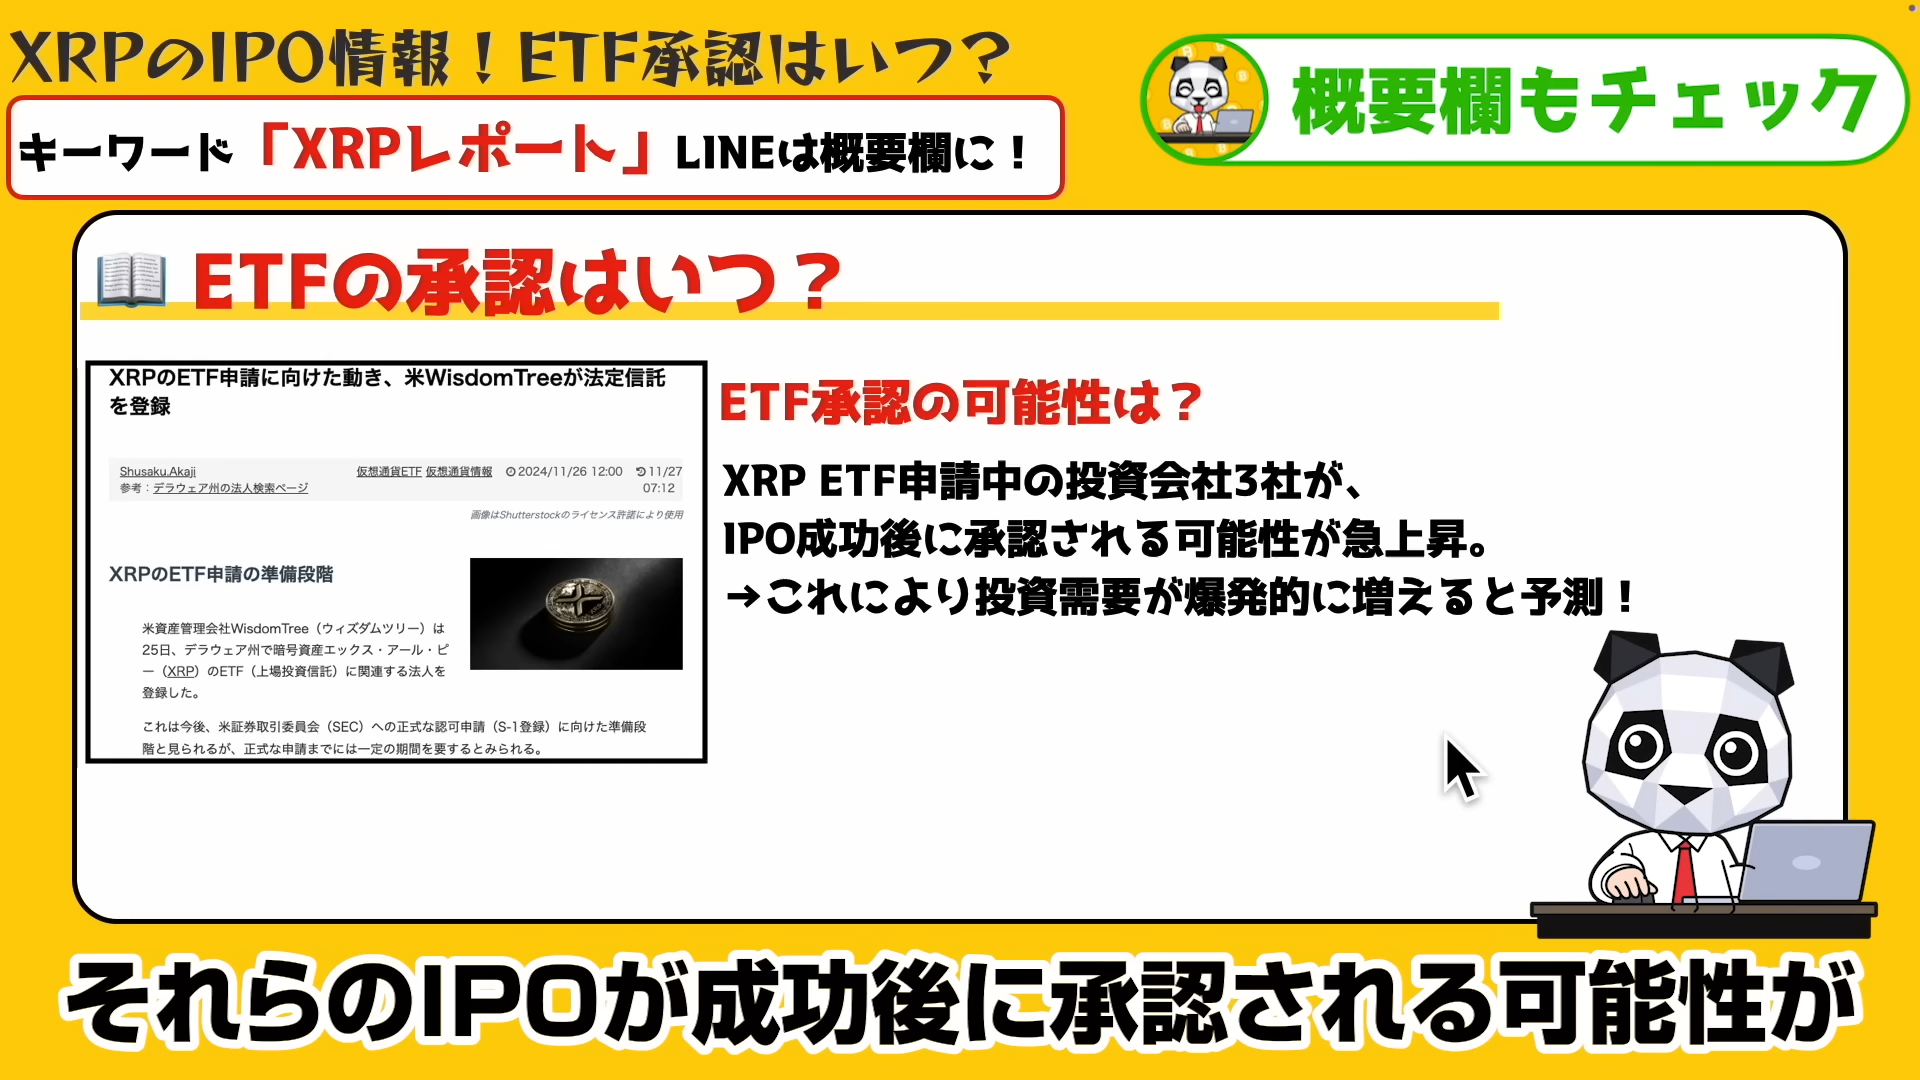 XRPのIPO情報！ETF承認はいつ？
キーワード「XRPレポート」LINEは概要欄に！
概要欄もチェック
ETFの承認はいつ？
XRPのETF申請に向けた動き、米WisdomTreeが法定信託
を登録
Shusaku.Akaji
仮想通貨ETF 仮想通貨情報 2024/11/26 12:00 11/27
参考：デラウェア州の法人検索ページ
07:12
画像はShutterstockのライセンス許諾により使用
XRPのETF申請の準備段階
米資産管理会社WisdomTree（ウィズダムツリー）は
25日、デラウェア州で暗号資産エックス・アール・ピ
ー（XRP）のETF（上場投資信託）に関連する法人を
登録した。
これは今後、米証券取引委員会（SEC）への正式な認可申請（S-1登録）に向けた準備段
階と見られるが、正式な申請までには一定の期間を要するとみられる。
ETF承認の可能性は？
XRP ETF申請中の投資会社3社が、
IPO成功後に承認される可能性が急上昇。
→これにより投資需要が爆発的に増えると予測！
それらのIPOが成功後に承認される可能性が